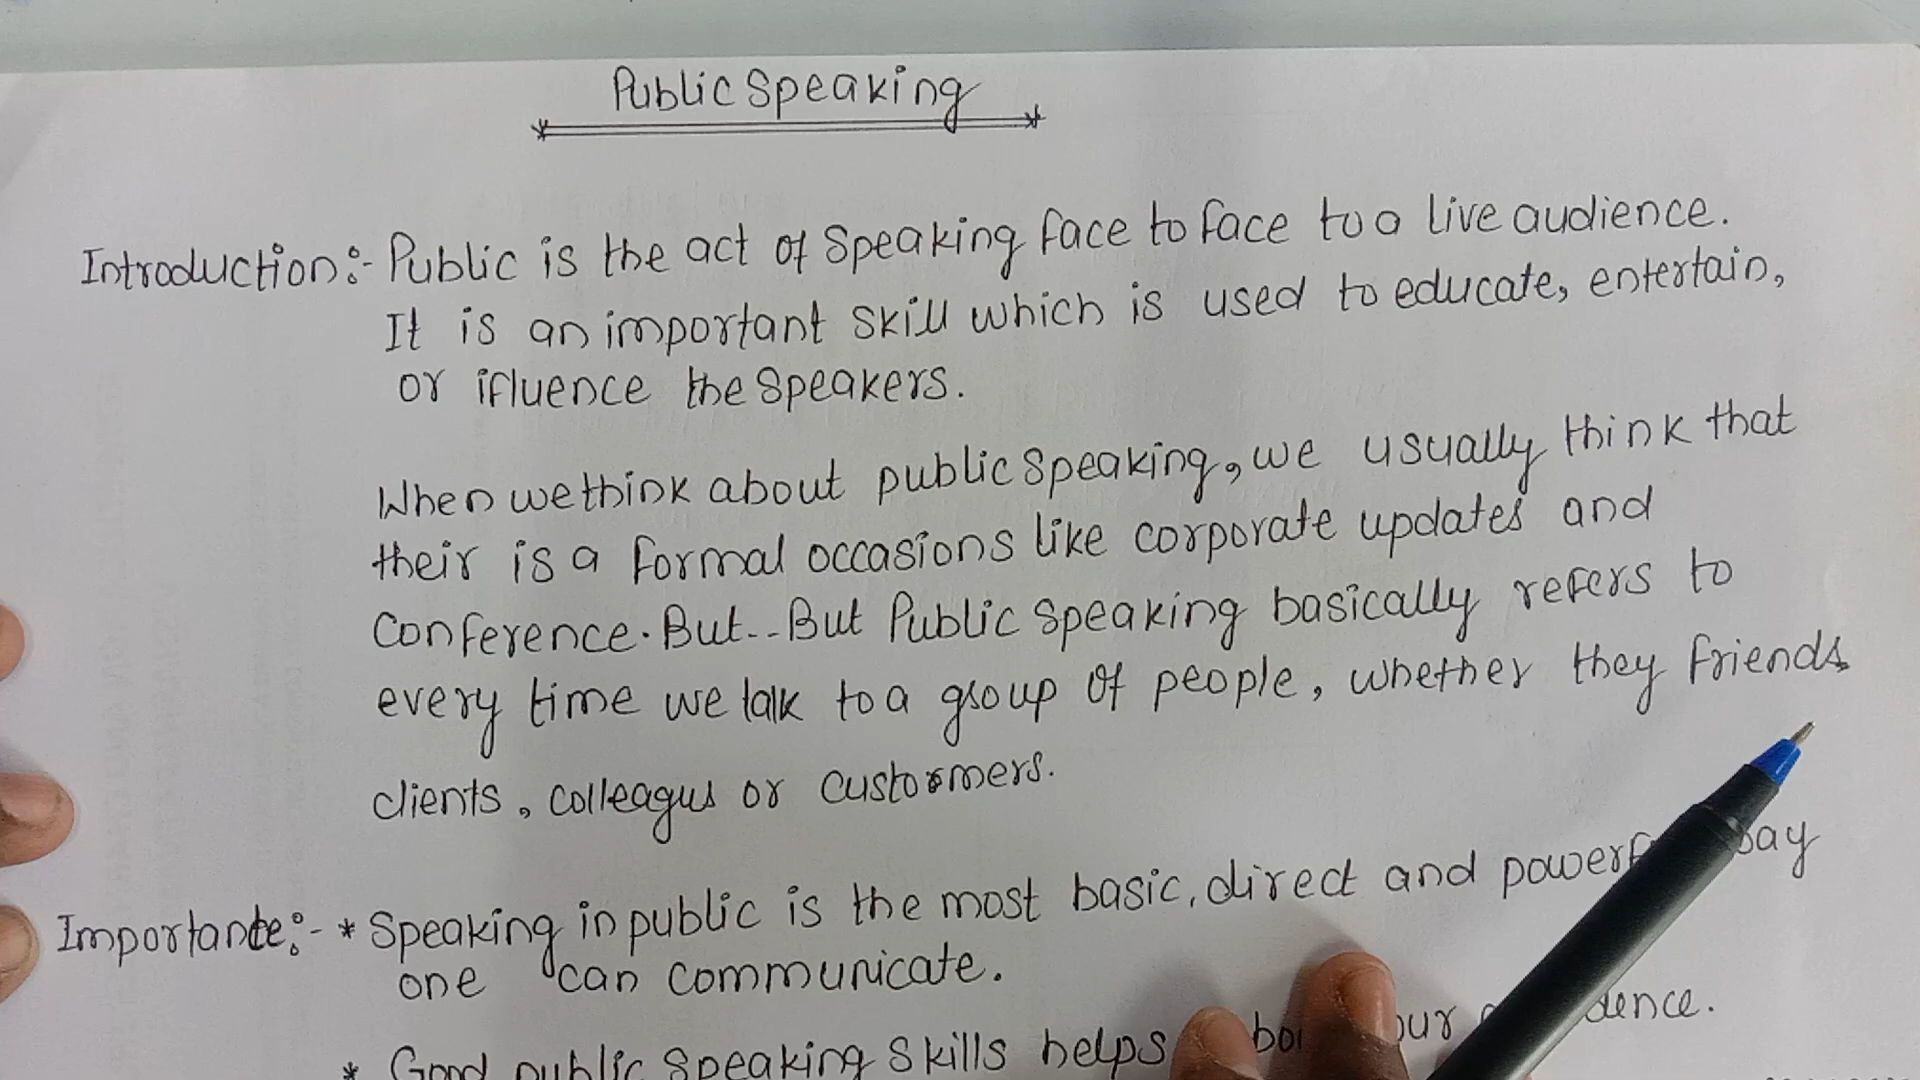 Public Speaking
Introduction:- Public is the act of Speaking face to face to a live audience.
It is an important skill which is used to educate, entertain,
or ifluence the Speakers.
When we think about public speaking, we usually think that
their is a formal occasions like corporate updates and
conference. But..-But Public Speaking basically refers to
every time we talk to a group of people, whether they friends
clients, colleagus or customers.
Importance:- * Speaking in public is the most basic, direct and
one can communicate.
* Good public speaking skills helps